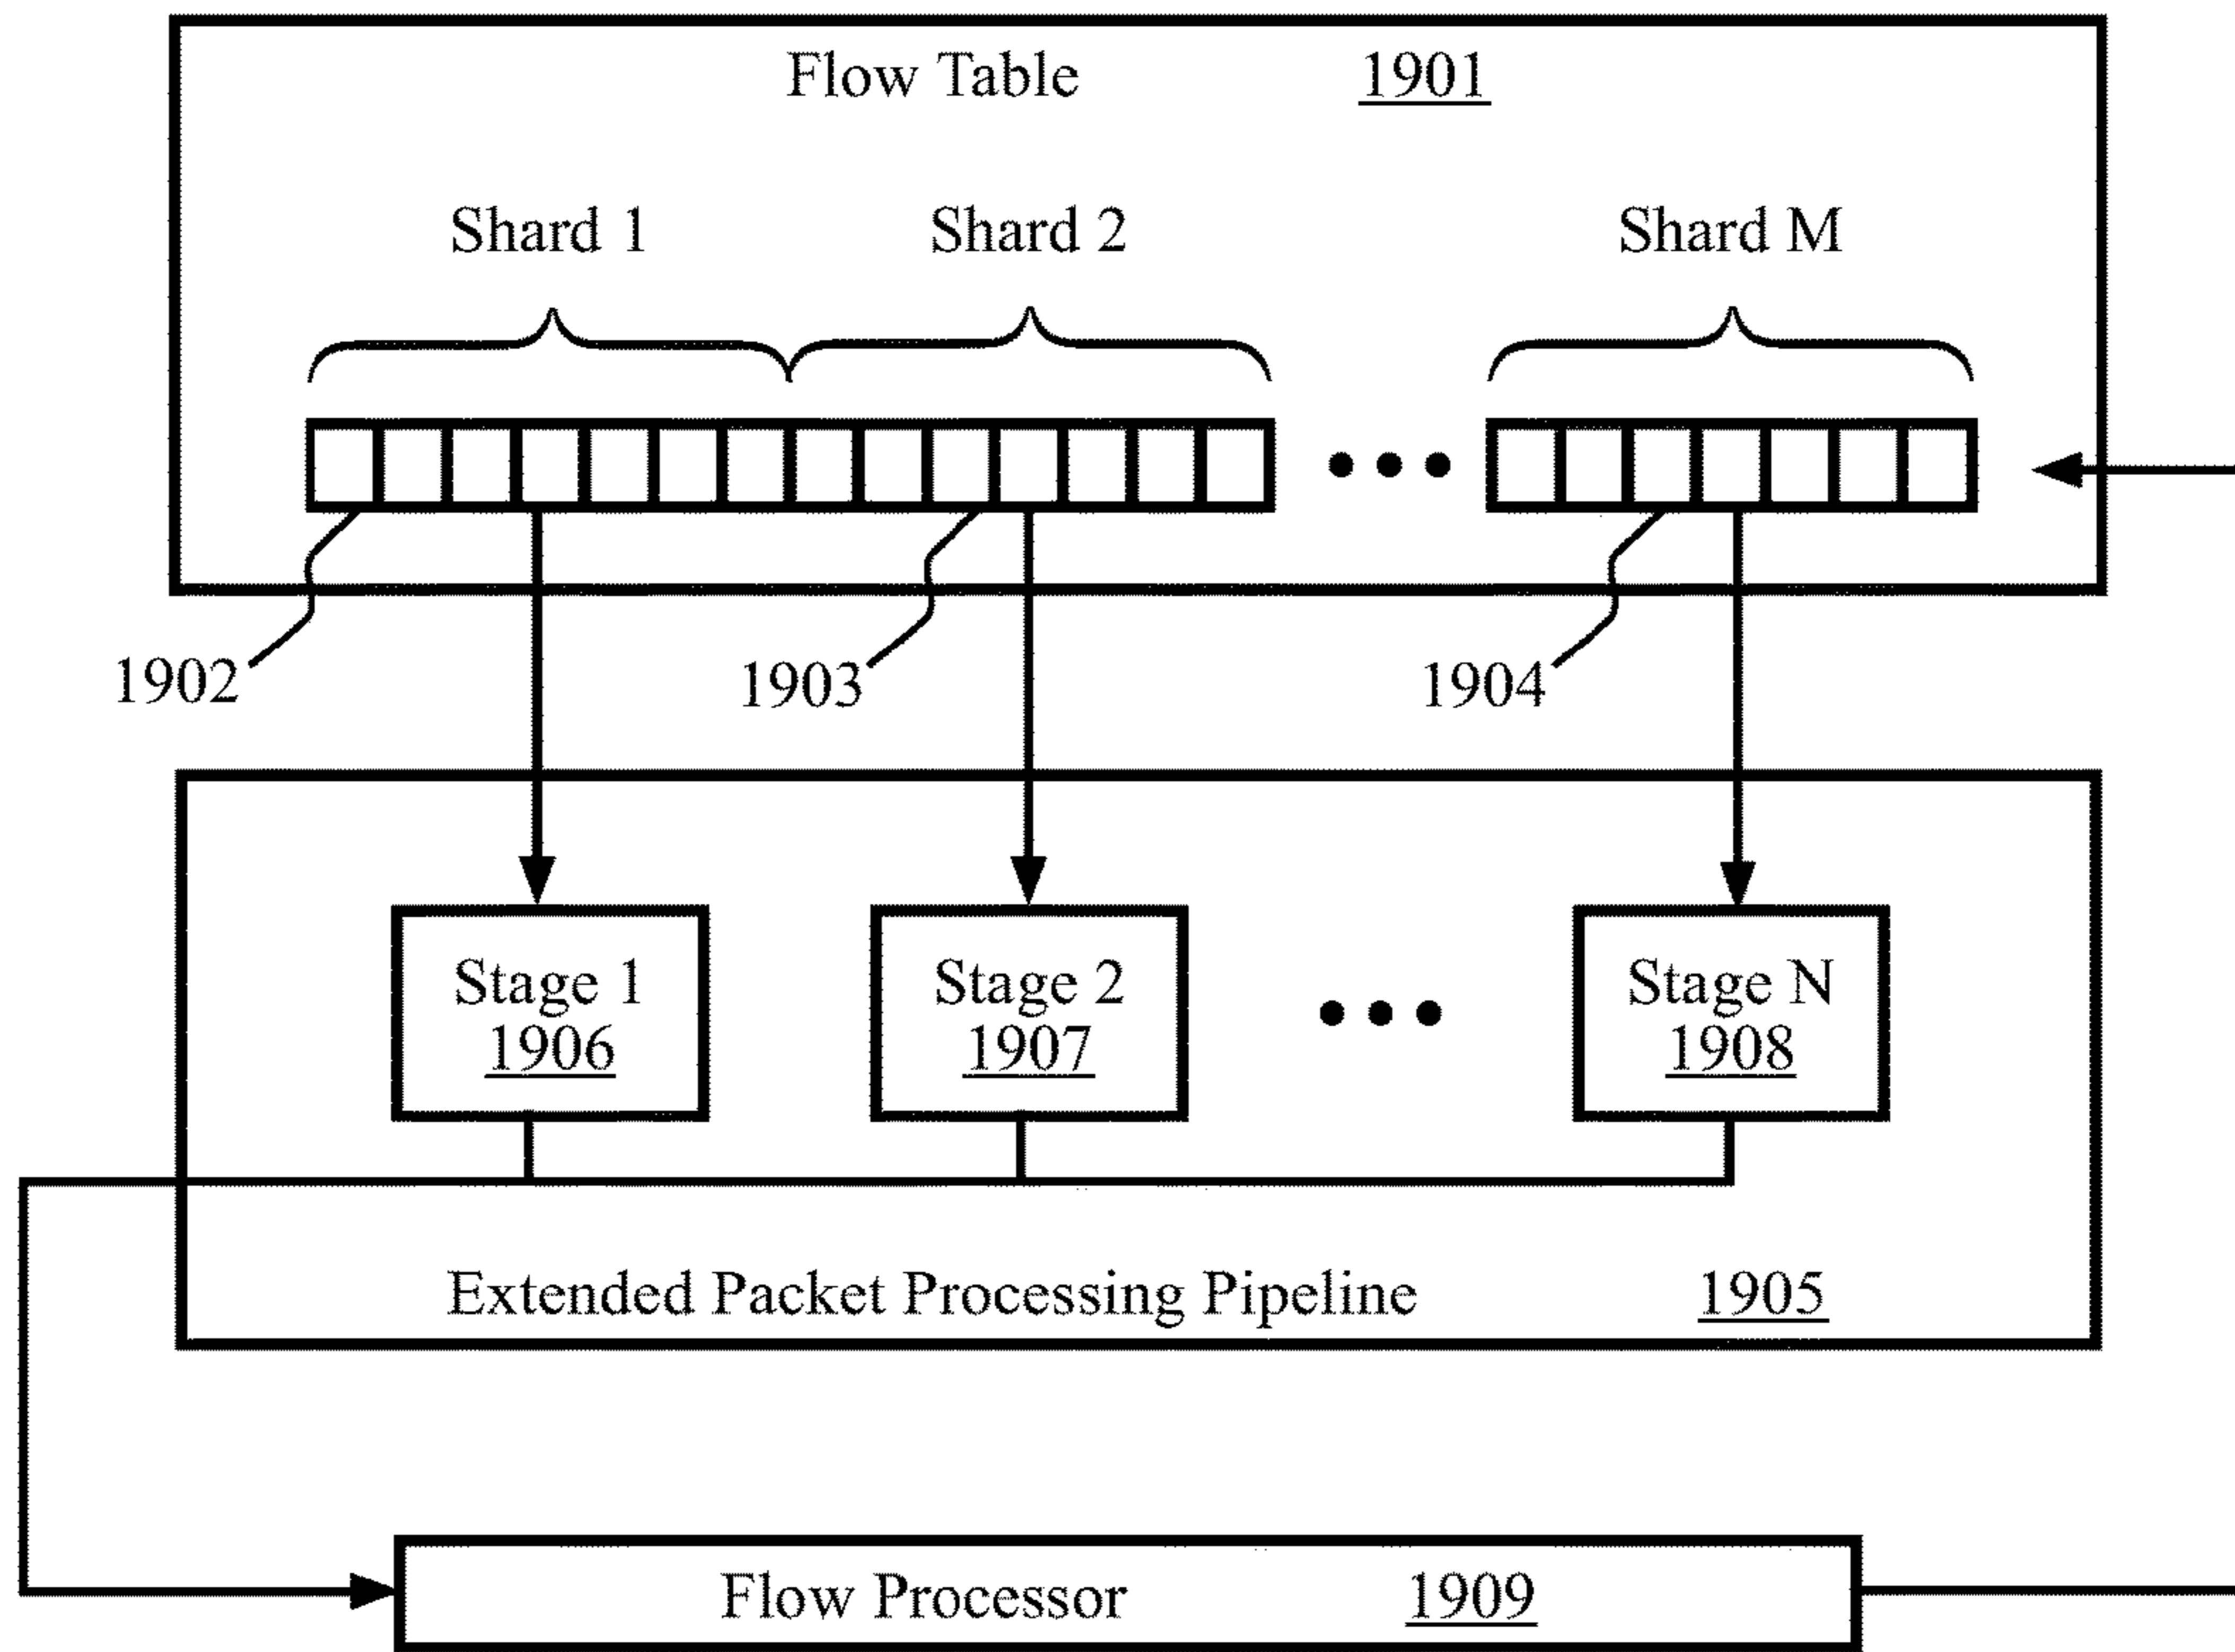 Flow Table 1901
Shard 1 Shard 2 Shard M
1902 1903 1904
Stage 1 Stage 2 Stage N
1906 1907 1908
Extended Packet Processing Pipeline 1905
Flow Processor 1909